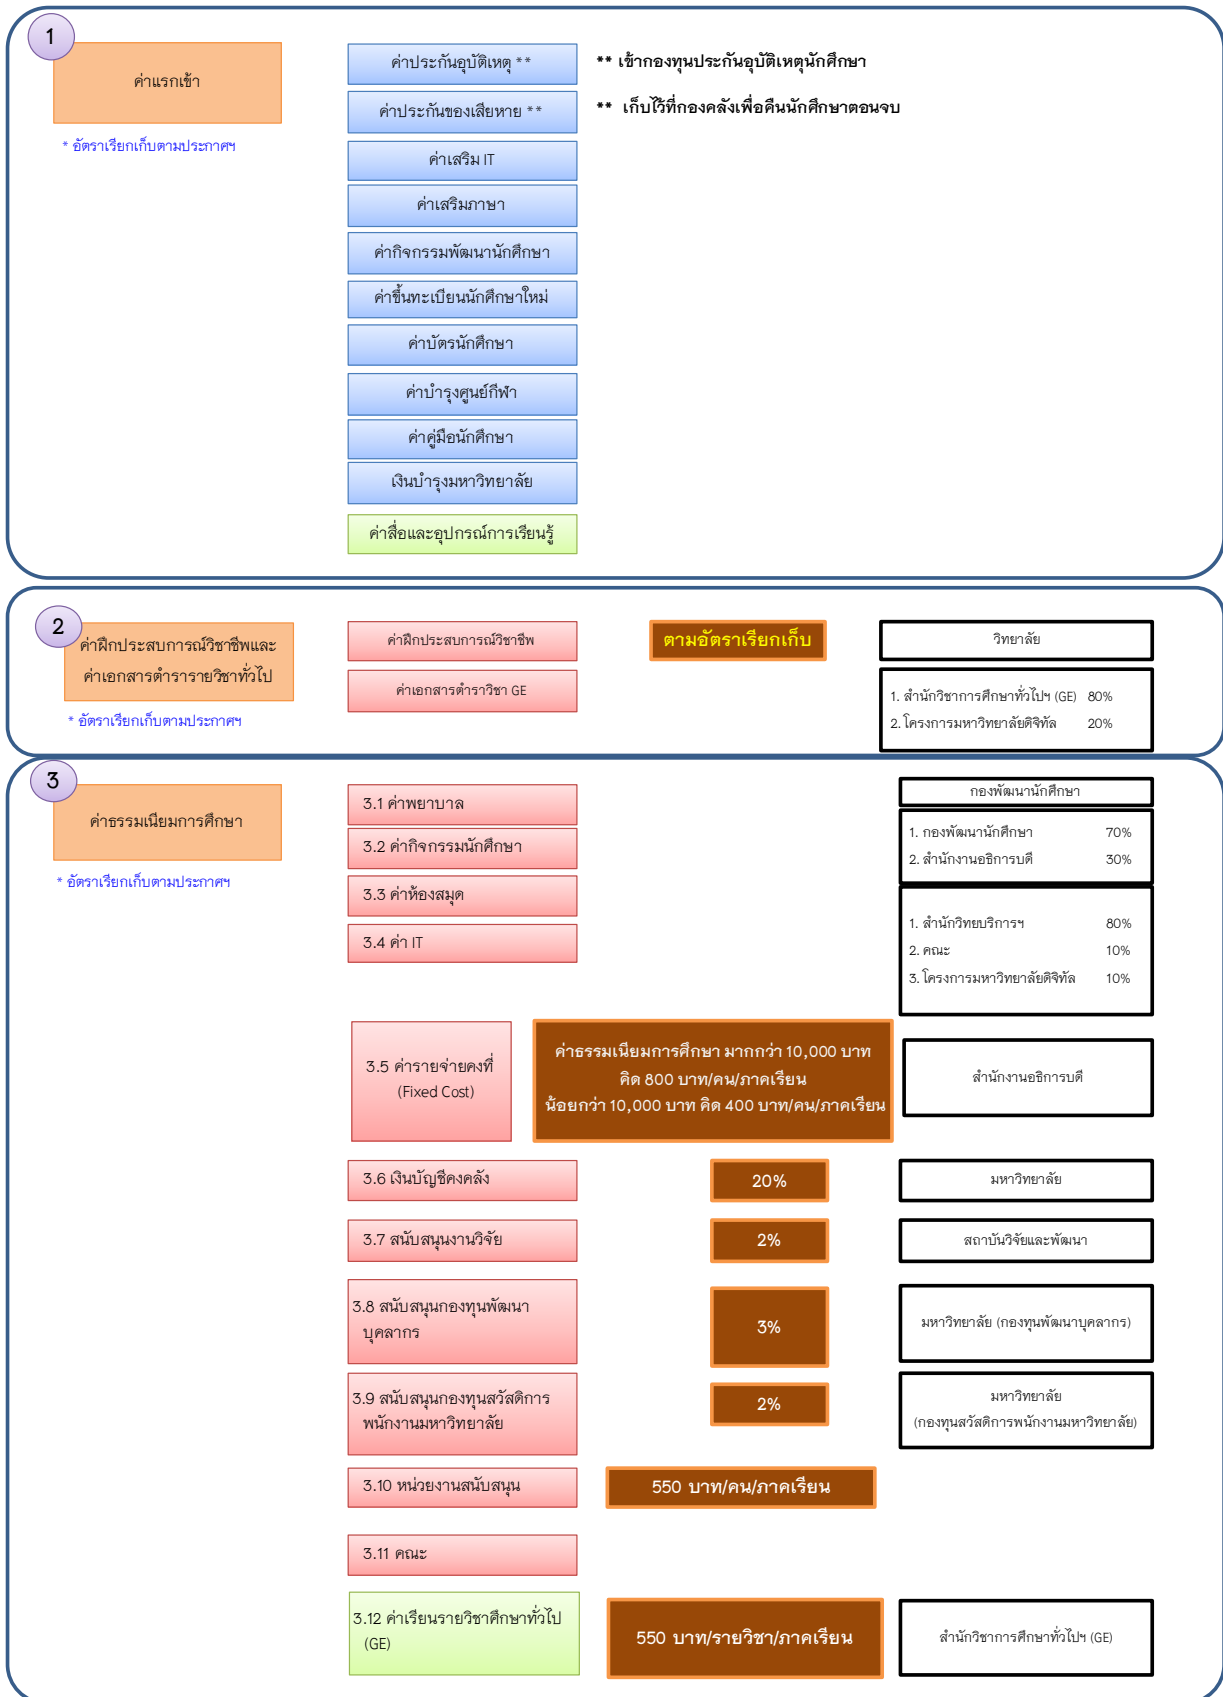 1
ค่าแรกเข้า
* อัตราเรียกเก็บตามประกาศฯ
ค่าประกันอุบัติเหตุ **
** เข้ากองทุนประกันอุบัติเหตุนักศึกษา
ค่าประกันของเสียหาย **
** เก็บไว้ที่กองคลังเพื่อคืนนักศึกษาตอนจบ
ค่าเสริม IT
ค่าเสริมภาษา
ค่ากิจกรรมพัฒนานักศึกษา
ค่าขึ้นทะเบียนนักศึกษาใหม่
ค่าบัตรนักศึกษา
ค่าบำรุงศูนย์กีฬา
ค่าคู่มือนักศึกษา
เงินบำรุงมหาวิทยาลัย
ค่าสื่อและอุปกรณ์การเรียนรู้
2
ค่าฝึกประสบการณ์วิชาชีพและ
ค่าเอกสารตำรารายวิชาทั่วไป
* อัตราเรียกเก็บตามประกาศฯ
ค่าฝึกประสบการณ์วิชาชีพ
ตามอัตราเรียกเก็บ
วิทยาลัย
ค่าเอกสารตำราวิชา GE
1. สำนักวิชาการศึกษาทั่วไปฯ (GE) 80%
2. โครงการมหาวิทยาลัยดิจิทัล 20%
3
ค่าธรรมเนียมการศึกษา
* อัตราเรียกเก็บตามประกาศฯ
3.1 ค่าพยาบาล
กองพัฒนานักศึกษา
3.2 ค่ากิจกรรมนักศึกษา
1. กองพัฒนานักศึกษา 70%
2. สำนักงานอธิการบดี 30%
3.3 ค่าห้องสมุด
3.4 ค่า IT
1. สำนักวิทยบริการฯ 80%
2. คณะ 10%
3. โครงการมหาวิทยาลัยดิจิทัล 10%
3.5 ค่ารายจ่ายคงที่
(Fixed Cost)
ค่าธรรมเนียมการศึกษา มากกว่า 10,000 บาท
คิด 800 บาท/คน/ภาคเรียน
น้อยกว่า 10,000 บาท คิด 400 บาท/คน/ภาคเรียน
สำนักงานอธิการบดี
3.6 เงินบัญชีคงคลัง
20%
มหาวิทยาลัย
3.7 สนับสนุนงานวิจัย
2%
สถาบันวิจัยและพัฒนา
3.8 สนับสนุนกองทุนพัฒนา
บุคลากร
3%
มหาวิทยาลัย (กองทุนพัฒนาบุคลากร)
3.9 สนับสนุนกองทุนสวัสดิการ
พนักงานมหาวิทยาลัย
2%
มหาวิทยาลัย
(กองทุนสวัสดิการพนักงานมหาวิทยาลัย)
3.10 หน่วยงานสนับสนุน
550 บาท/คน/ภาคเรียน
3.11 คณะ
3.12 ค่าเรียนรายวิชาศึกษาทั่วไป
(GE)
550 บาท/รายวิชา/ภาคเรียน
สำนักวิชาการศึกษาทั่วไปฯ (GE)